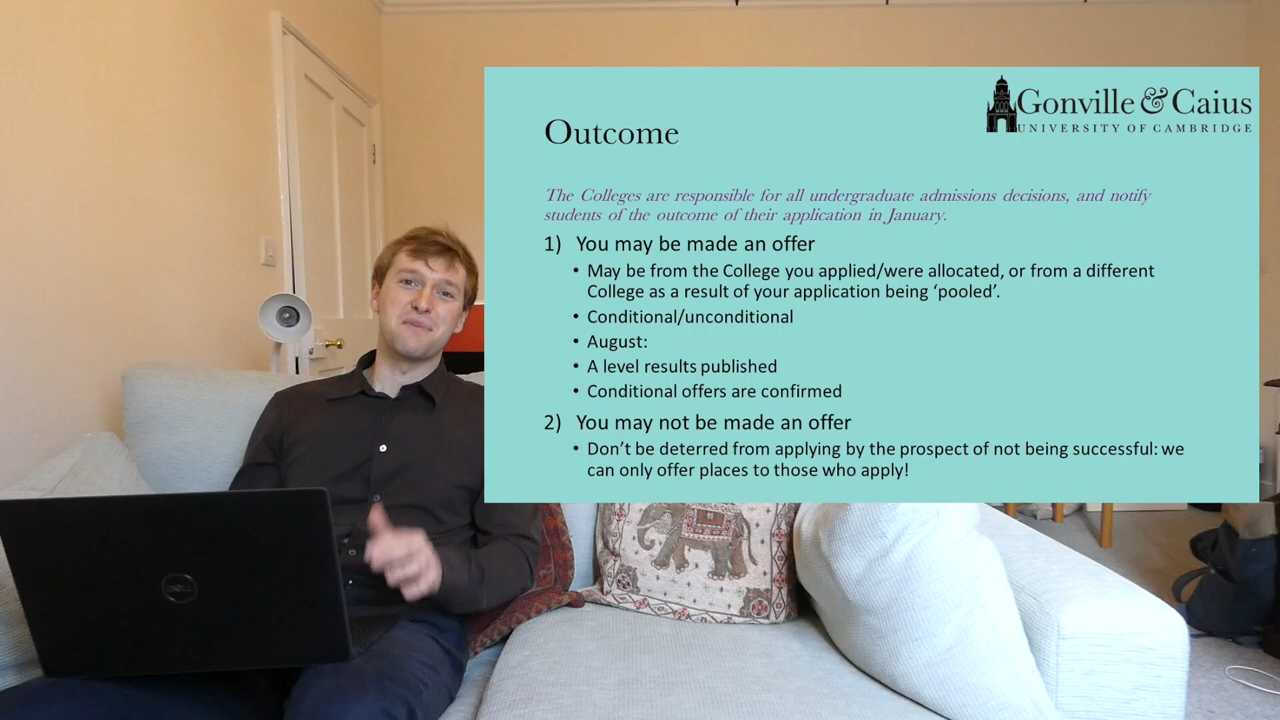 Gonville & Caius
UNIVERSITY OF CAMBRIDGE
Outcome
The Colleges are responsible for all undergraduate admissions decisions, and notify
students of the outcome of their application in January.
1) You may be made an offer
• May be from the College you applied/were allocated, or from a different
College as a result of your application being ‘pooled’.
• Conditional/unconditional
• August:
• A level results published
• Conditional offers are confirmed
2) You may not be made an offer
• Don’t be deterred from applying by the prospect of not being successful: we
can only offer places to those who apply!
DELL